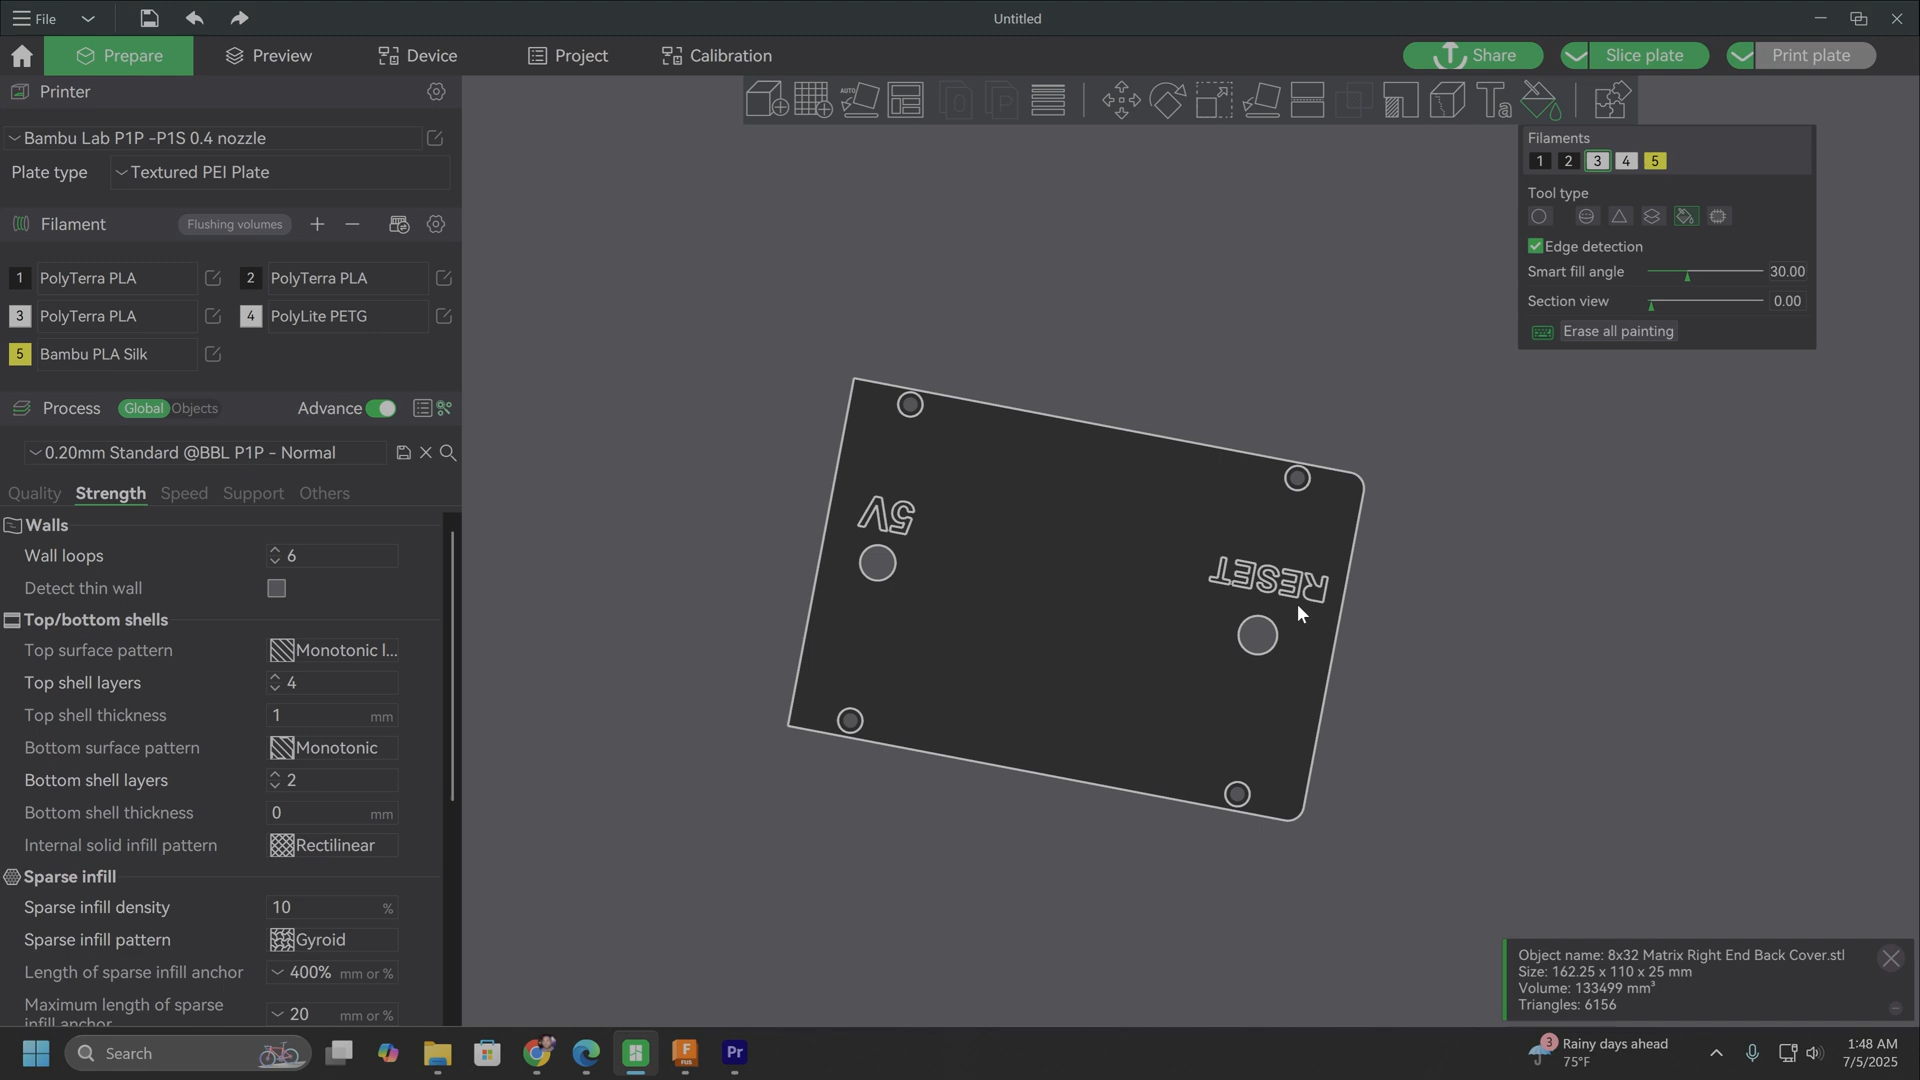 File
Untitled
Prepare
Preview
Device
Project
Calibration
Share
Slice plate
Print plate
Printer
Bambu Lab P1P -P1S 0.4 nozzle
Plate type
Textured PEI Plate
Filament
Flushing volumes
1 PolyTerra PLA
2 PolyTerra PLA
3 PolyTerra PLA
4 PolyLite PETG
5 Bambu PLA Silk
Process
Global
Objects
Advance
0.20mm Standard @BBL P1P - Normal
Quality
Strength
Speed
Support
Others
Walls
Wall loops 6
Detect thin wall
Top/bottom shells
Top surface pattern Monotonic l...
Top shell layers 4
Top shell thickness 1 mm
Bottom surface pattern Monotonic
Bottom shell layers 2
Bottom shell thickness 0 mm
Internal solid infill pattern Rectilinear
Sparse infill
Sparse infill density 10 %
Sparse infill pattern Gyroid
Length of sparse infill anchor 400% mm or %
Maximum length of sparse
infill anchor 20 mm or %
AUTO
Ta
Filaments
1 2 3 4 5
Tool type
Edge detection
Smart fill angle 30.00
Section view 0.00
Erase all painting
5V
RESET
Object name: 8x32 Matrix Right End Back Cover.stl
Size: 162.25 x 110 x 25 mm
Volume: 133499 mm³
Triangles: 6156
Search
F
FUS
Pr
3
Rainy days ahead
75°F
1:48 AM
7/5/2025